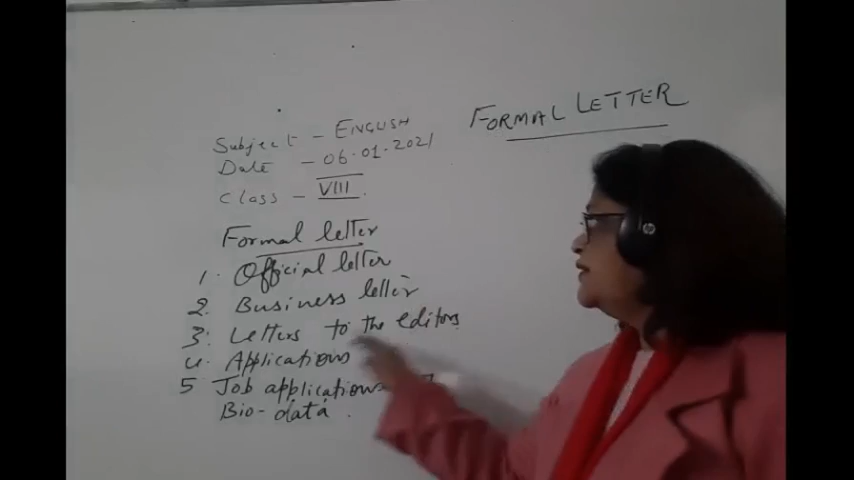 FORMAL LETTER
Subject - ENGLISH
Date - 06.01.2021
Class - VIII.
Formal letter
1. Official letter
2. Business letter
3. Letters to the editors
4. Applications
5 Job applications
Bio-data.